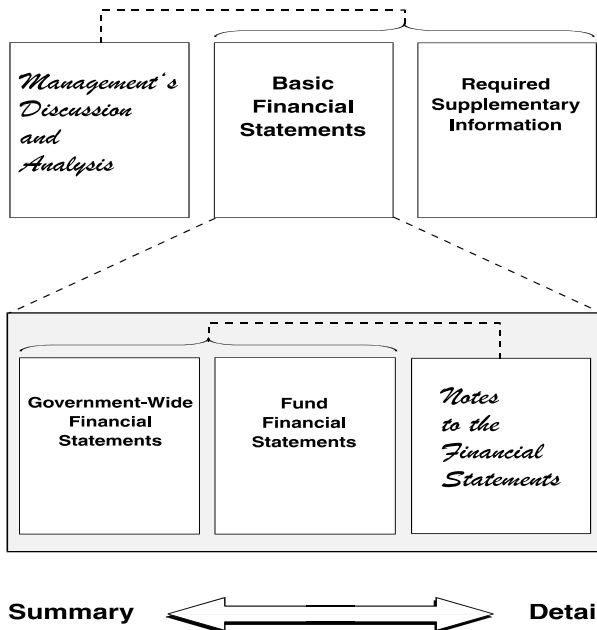 Management's
Discussion
and
Analysis
Basic
Financial
Statements
Required
Supplementary
Information
Government-Wide
Financial
Statements
Fund
Financial
Statements
Notes
to the
Financial
Statements
Summary
Detai